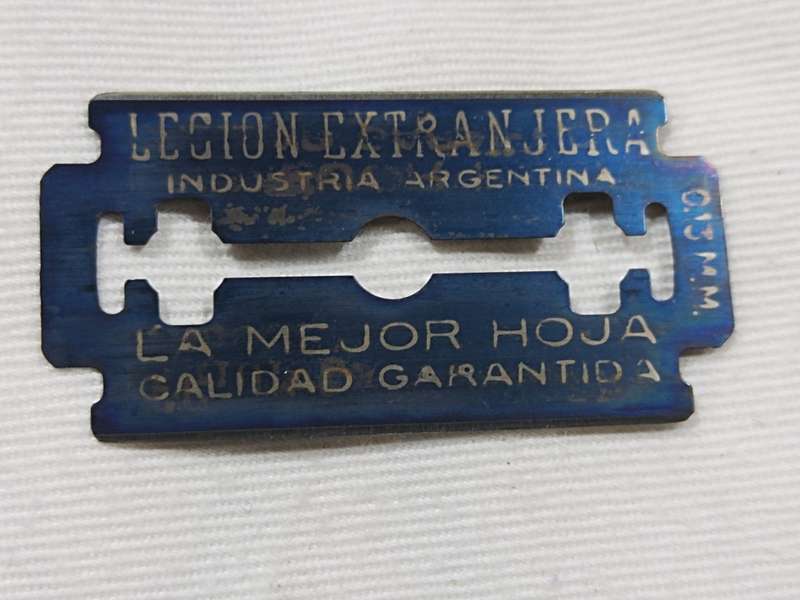 LEGION EXTRANJERA
INDUSTRIA ARGENTINA
0.13 M.M.
LA MEJOR HOJA
CALIDAD GARANTIDA